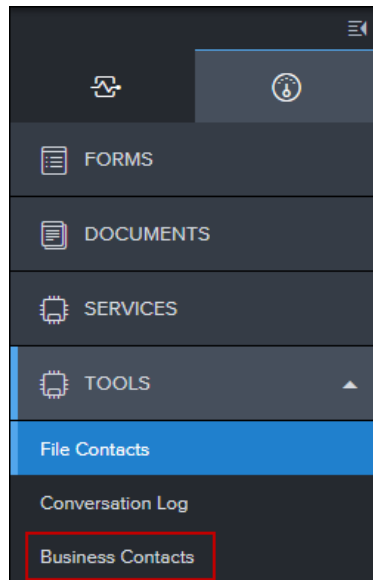 FORMS
DOCUMENTS
SERVICES
TOOLS
File Contacts
Conversation Log
Business Contacts